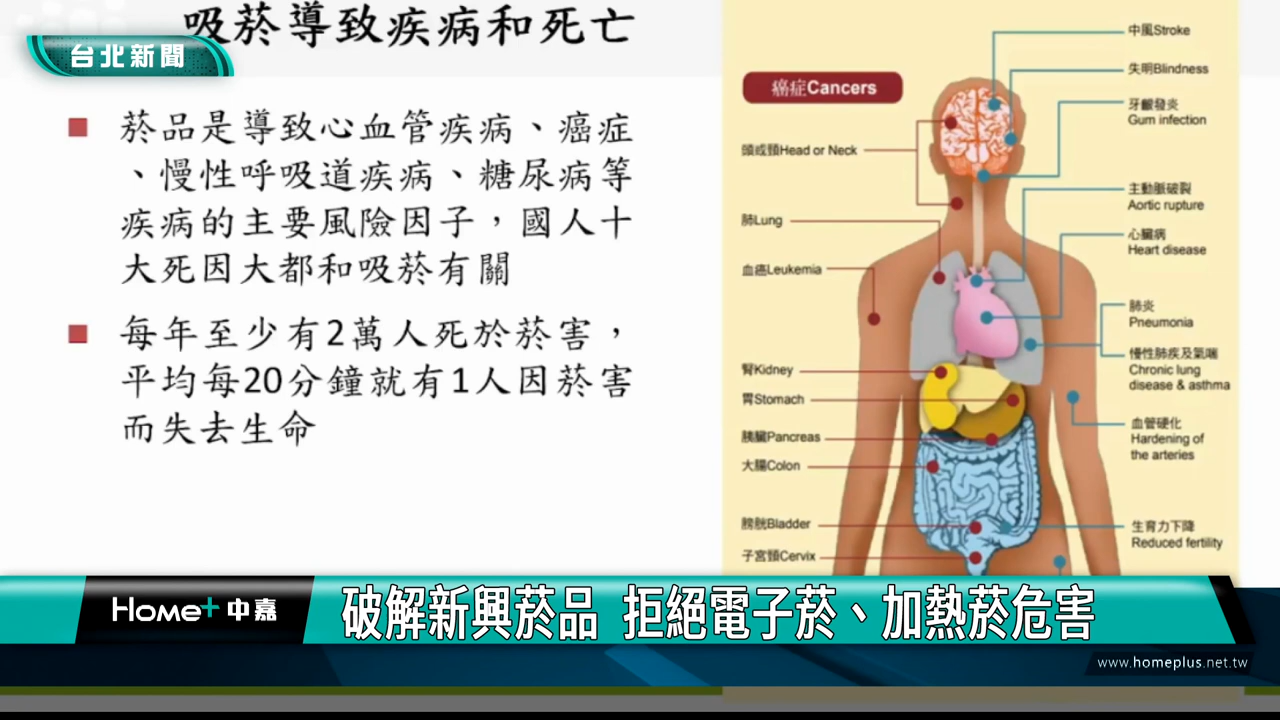 吸菸導致疾病和死亡
台北新聞
菸品是導致心血管疾病、癌症
、慢性呼吸道疾病、糖尿病等
疾病的主要風險因子，國人十
大死因大都和吸菸有關
每年至少有2萬人死於菸害，
平均每20分鐘就有1人因菸害
而失去生命
癌症Cancers
頭或頸Head or Neck
肺Lung
血癌Leukemia
腎Kidney
胃Stomach
胰臟Pancreas
大腸Colon
膀胱Bladder
子宮頸Cervix
中風Stroke
失明Blindness
牙齦發炎
Gum infection
主動脈破裂
Aortic rupture
心臟病
Heart disease
肺炎
Pneumonia
慢性肺疾及氣喘
Chronic lung
disease & asthma
血管硬化
Hardening of
the arteries
生育力下降
Reduced fertility
Home+中嘉
破解新興菸品 拒絕電子菸、加熱菸危害
www.homeplus.net.tw